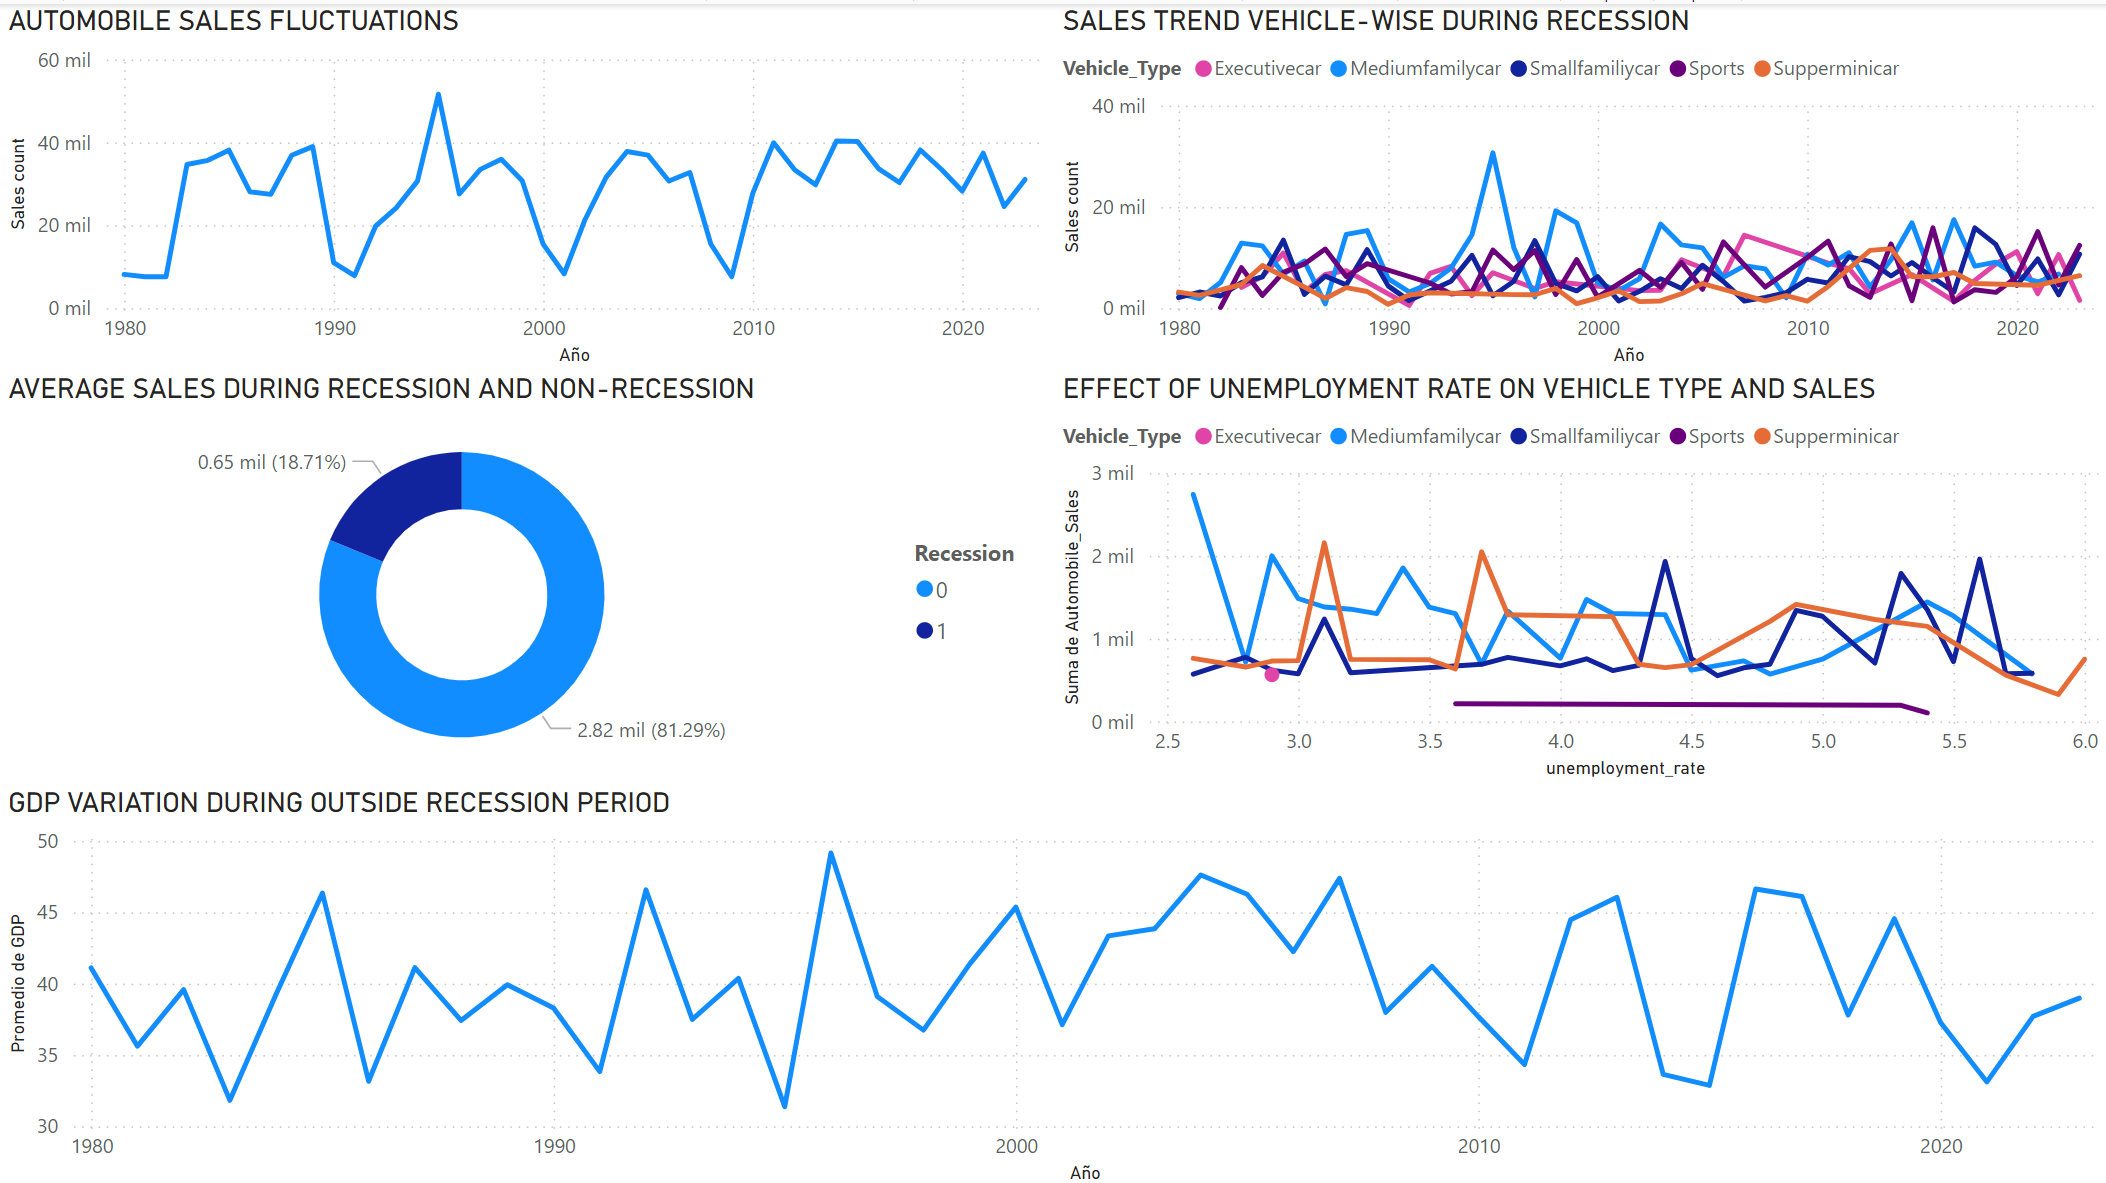 AUTOMOBILE SALES FLUCTUATIONS
60 mil
40 mil
20 mil
0 mil
Sales count
1980 1990 2000 2010 2020
Año
SALES TREND VEHICLE-WISE DURING RECESSION
Vehicle_Type Executivecar Mediumfamilycar Smallfamiliycar Sports Supperminicar
40 mil
20 mil
0 mil
Sales count
1980 1990 2000 2010 2020
Año
AVERAGE SALES DURING RECESSION AND NON-RECESSION
0.65 mil (18.71%)
2.82 mil (81.29%)
Recession
0
1
EFFECT OF UNEMPLOYMENT RATE ON VEHICLE TYPE AND SALES
Vehicle_Type Executivecar Mediumfamilycar Smallfamiliycar Sports Supperminicar
3 mil
2 mil
1 mil
0 mil
Suma de Automobile_Sales
2.5 3.0 3.5 4.0 4.5 5.0 5.5 6.0
unemployment_rate
GDP VARIATION DURING OUTSIDE RECESSION PERIOD
50
45
40
35
30
Promedio de GDP
1980 1990 2000 2010 2020
Año